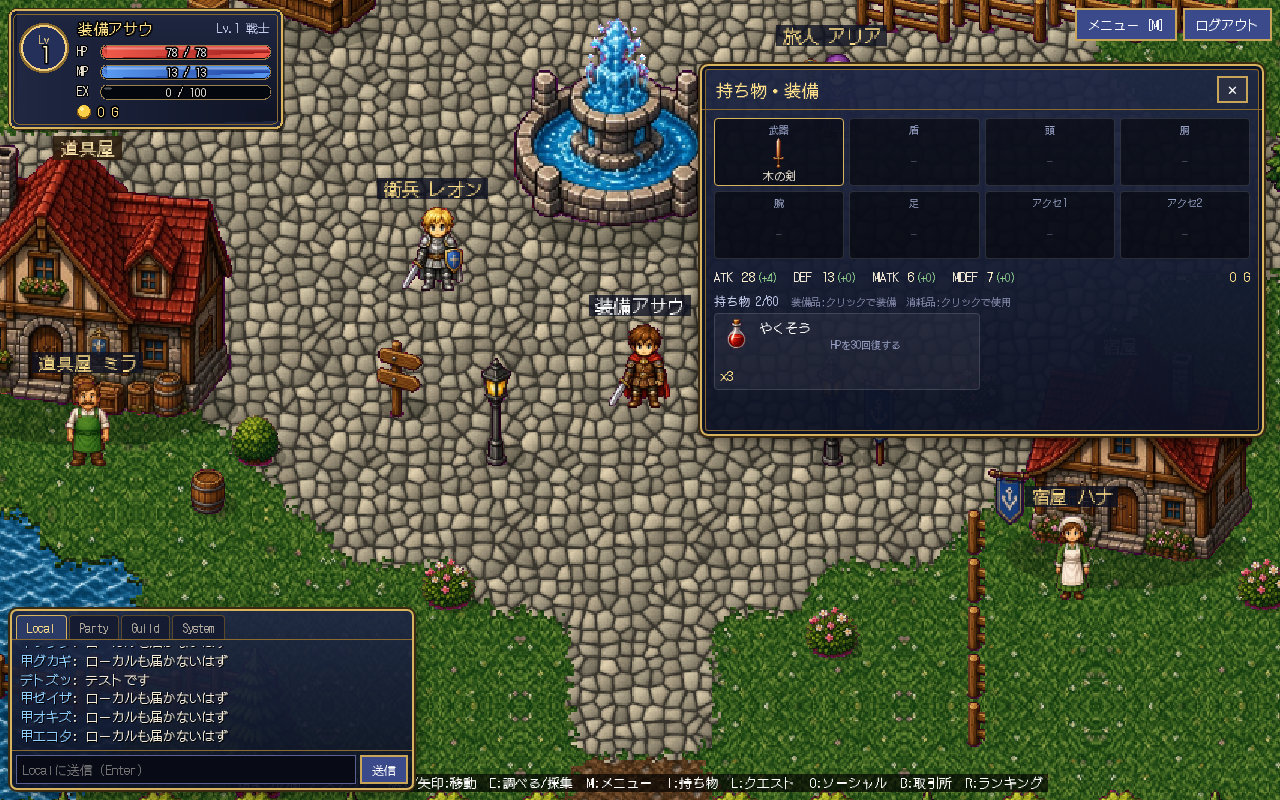 Lv
1
装備アサウ
Lv.1 戦士
HP 78 / 78
MP 13 / 13
EX 0 / 100
0 G
メニュー [M]
ログアウト
旅人 アリア
道具屋
衛兵 レオン
装備アサウ
道具屋 ミラ
宿屋 ハナ
持ち物・装備
×
武器
木の剣
盾
–
頭
–
胴
–
腕
–
足
–
アクセ1
–
アクセ2
–
ATK 28(+4) DEF 13(+0) MATK 6(+0) MDEF 7(+0)
0 G
持ち物 2/60 装備品:クリックで装備 消耗品:クリックで使用
やくそう
HPを30回復する
x3
宿屋
Local Party Guild System
甲グカギ: ローカルも届かないはず
デトズッ: テストです
甲ゼイザ: ローカルも届かないはず
甲オキズ: ローカルも届かないはず
甲エコタ: ローカルも届かないはず
Localに送信 (Enter)
送信
矢印:移動 E:調べる/採集 M:メニュー I:持ち物 L:クエスト O:ソーシャル B:取引所 R:ランキング